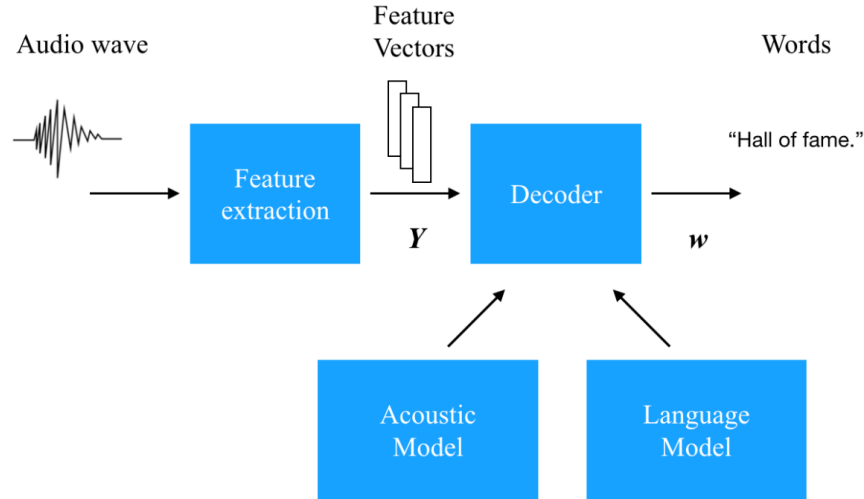 Audio wave
Feature
Vectors
Words
Feature
extraction
Y
Decoder
w
“Hall of fame.”
Acoustic
Model
Language
Model